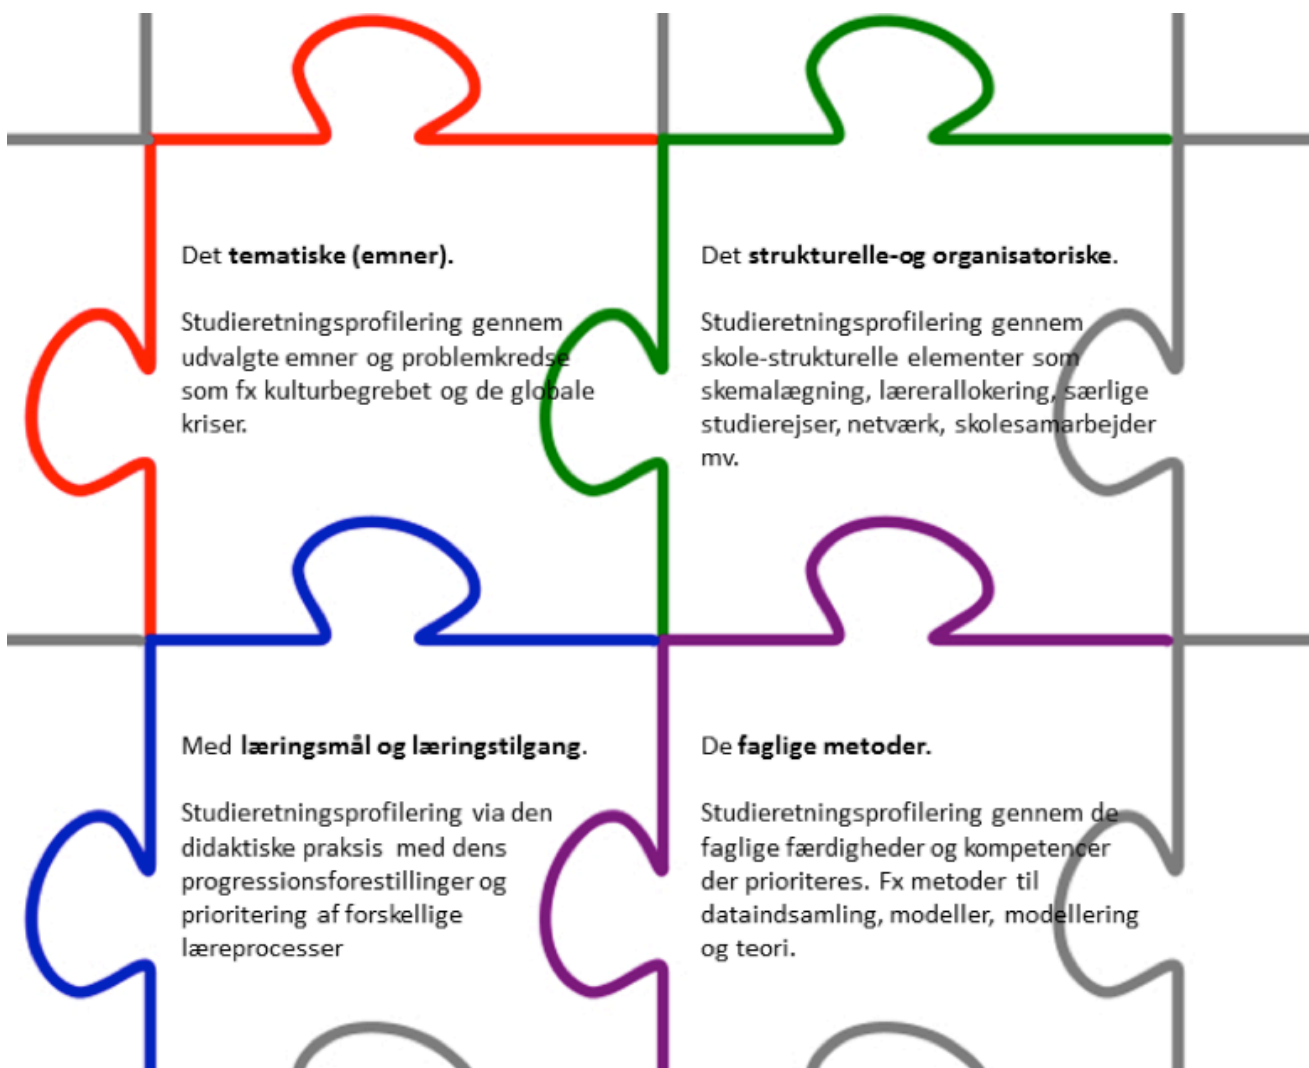 Det tematiske (emner).
Studieretningsprofilering gennem
udvalgte emner og problemkredse
som fx kulturbegrebet og de globale
kriser.
Det strukturelle-og organisatoriske.
Studieretningsprofilering gennem
skole-strukturelle elementer som
skemalægning, lærerallokering, særlige
studierejser, netværk, skolesamarbejder
mv.
Med læringsmål og læringstilgang.
Studieretningsprofilering via den
didaktiske praksis med dens
progressionsforestillinger og
prioritering af forskellige
læreprocesser
De faglige metoder.
Studieretningsprofilering gennem de
faglige færdigheder og kompetencer
der prioriteres. Fx metoder til
dataindsamling, modeller, modellering
og teori.